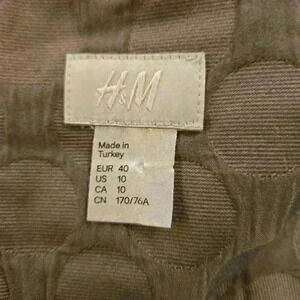 H&M
Made in
Turkey
EUR 40
US 10
CA 10
CN 170/76A